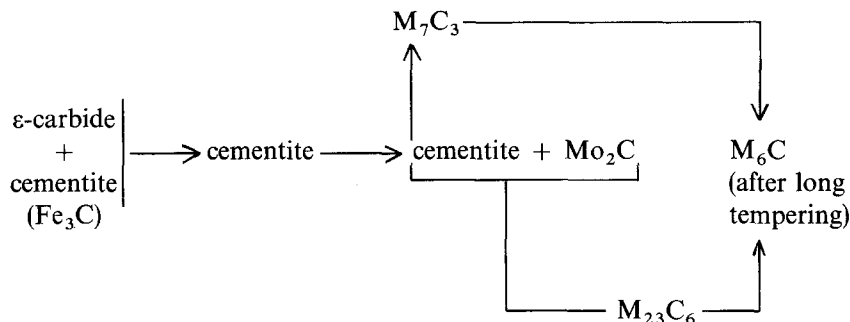 M₇C₃
ε-carbide
+
cementite
(Fe₃C)
cementite
cementite + Mo₂C
M₆C
(after long
tempering)
M₂₃C₆